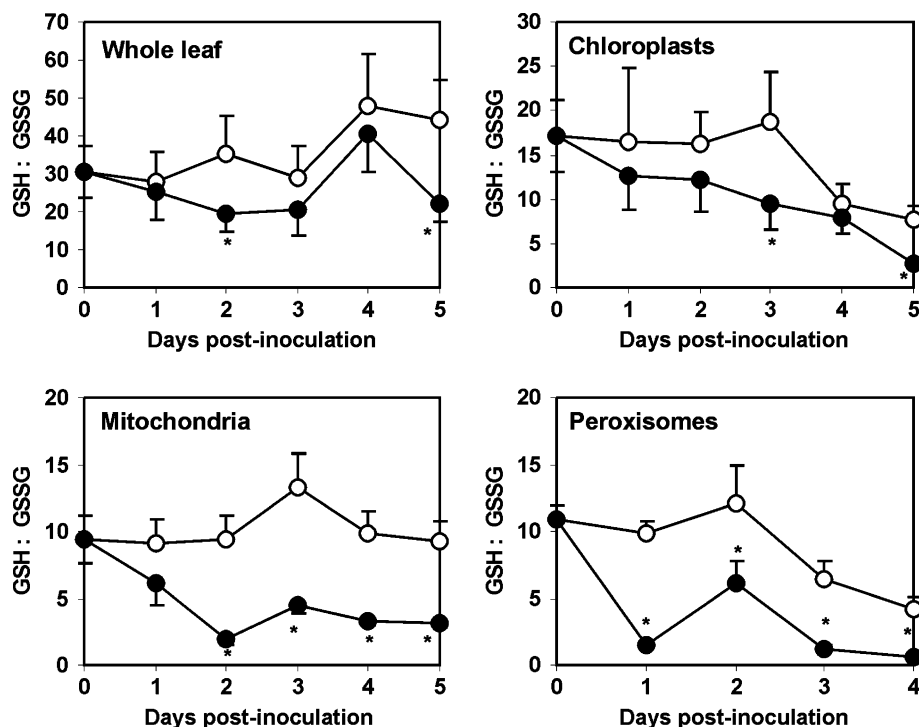 Whole leaf
GSH : GSSG
70
60
50
40
30
20
10
0
*
*
0 1 2 3 4 5
Days post-inoculation
Chloroplasts
GSH : GSSG
30
25
20
15
10
5
0
*
*
0 1 2 3 4 5
Days post-inoculation
Mitochondria
GSH : GSSG
20
15
10
5
0
*
*
*
*
0 1 2 3 4 5
Days post-inoculation
Peroxisomes
GSH : GSSG
20
15
10
5
0
*
*
*
*
0 1 2 3 4
Days post-inoculation